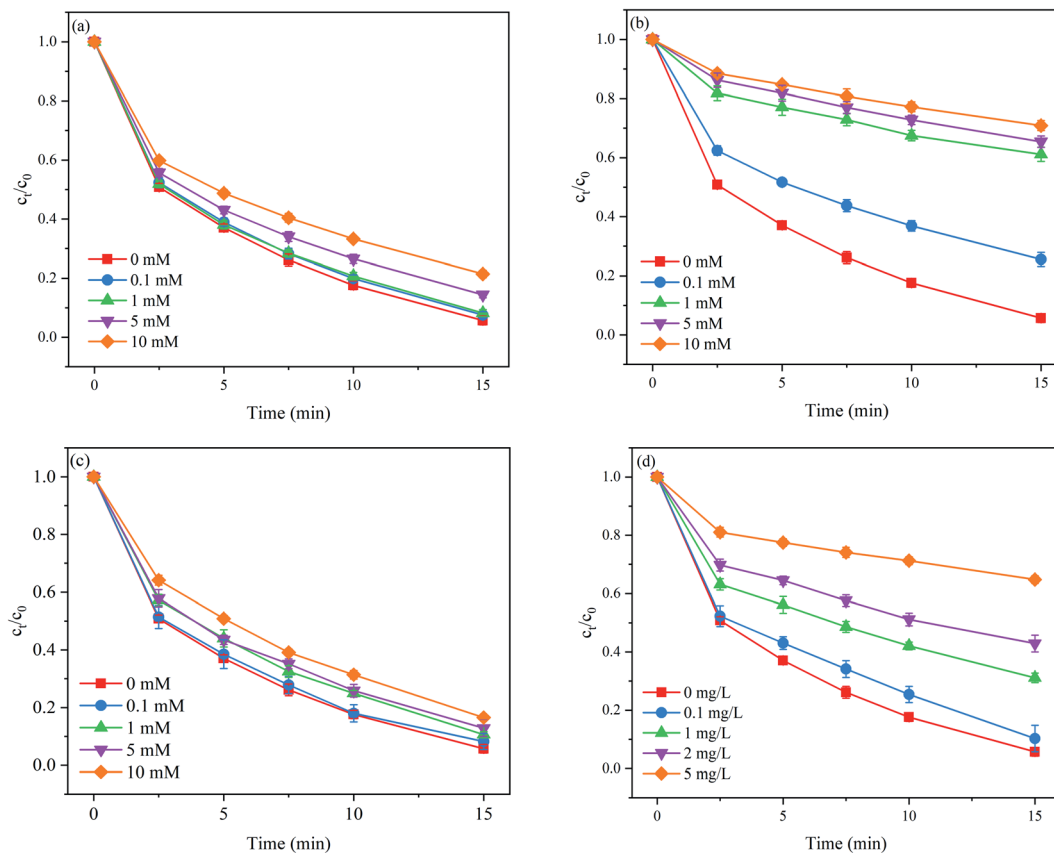 (a)
1.0
0.8
0.6
0.4
0.2
0.0
c_t/c_0
0 mM
0.1 mM
1 mM
5 mM
10 mM
0 5 10 15
Time (min)
(b)
1.0
0.8
0.6
0.4
0.2
0.0
c_t/c_0
0 mM
0.1 mM
1 mM
5 mM
10 mM
0 5 10 15
Time (min)
(c)
1.0
0.8
0.6
0.4
0.2
0.0
c_t/c_0
0 mM
0.1 mM
1 mM
5 mM
10 mM
0 5 10 15
Time (min)
(d)
1.0
0.8
0.6
0.4
0.2
0.0
c_t/c_0
0 mg/L
0.1 mg/L
1 mg/L
2 mg/L
5 mg/L
0 5 10 15
Time (min)